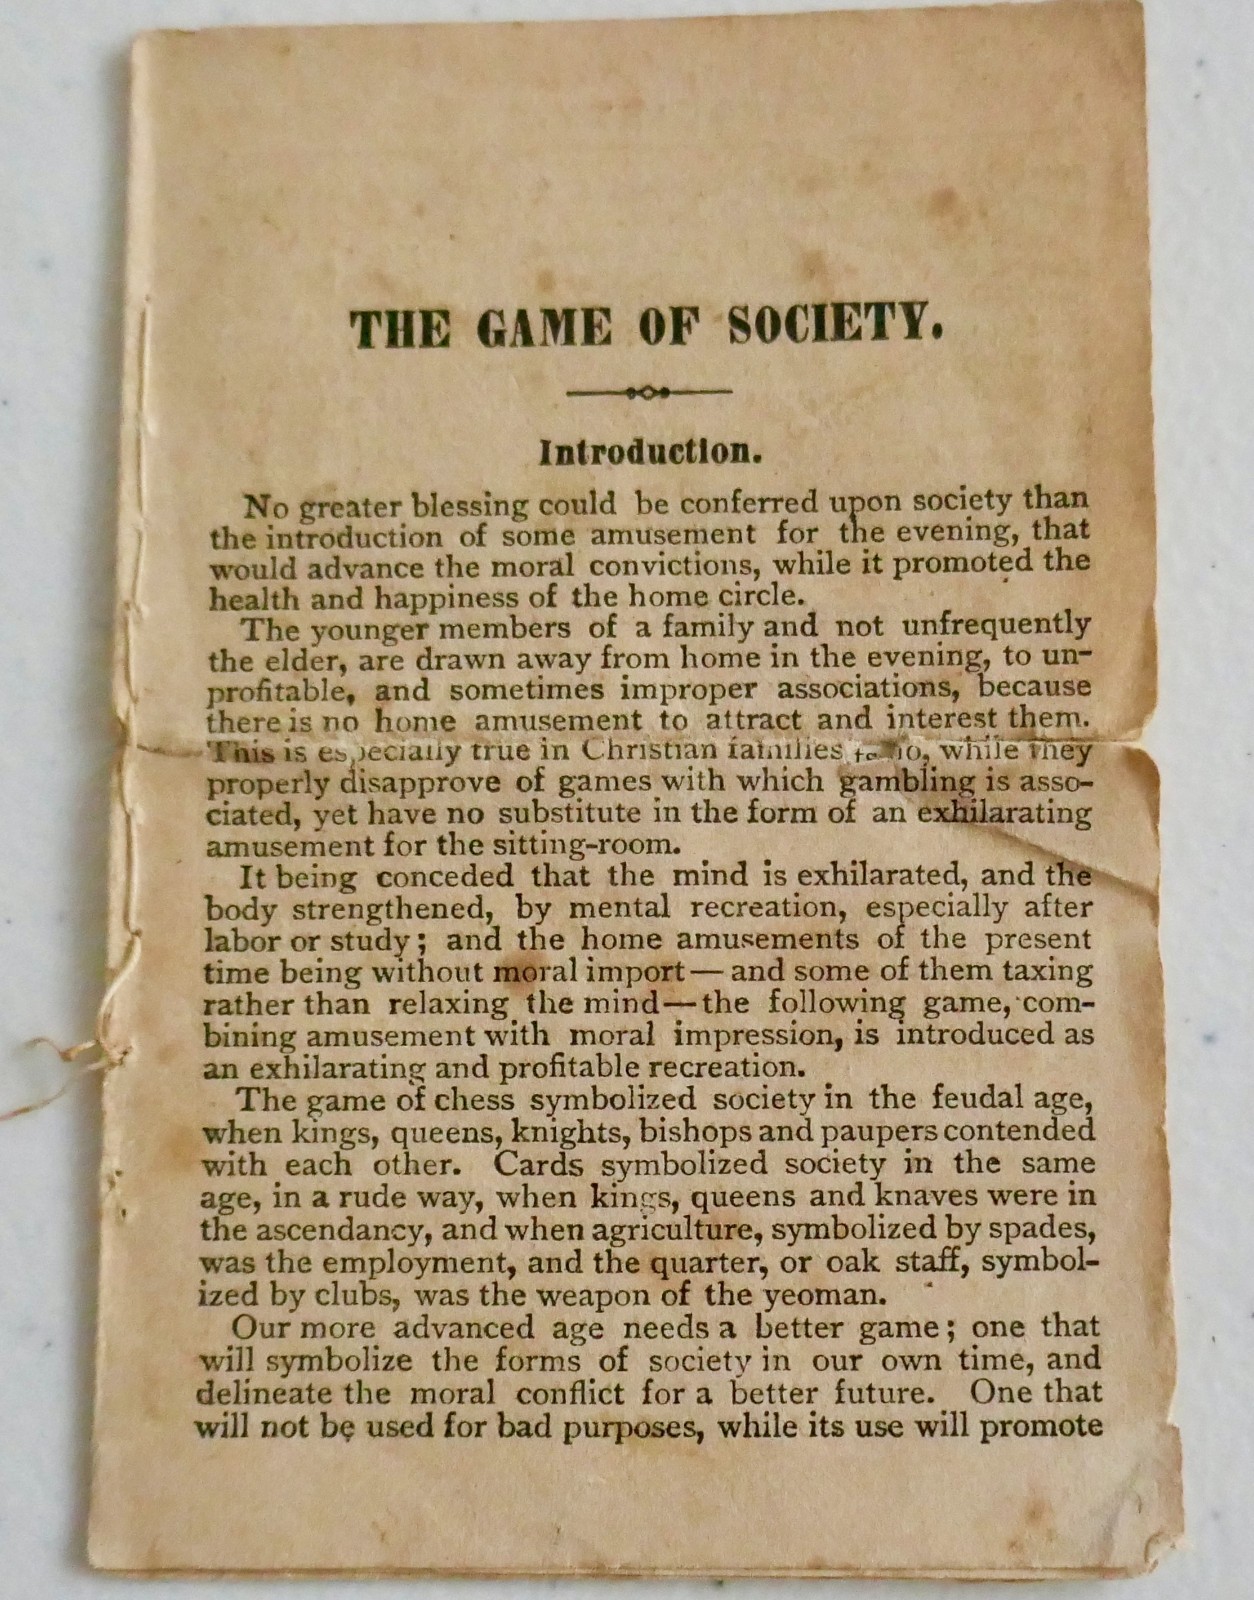 THE GAME OF SOCIETY.
Introduction.
No greater blessing could be conferred upon society than
the introduction of some amusement for the evening, that
would advance the moral convictions, while it promoted the
health and happiness of the home circle.
The younger members of a family and not unfrequently
the elder, are drawn away from home in the evening, to un-
profitable, and sometimes improper associations, because
there is no home amusement to attract and interest them.
This is especially true in Christian families who, while they
properly disapprove of games with which gambling is asso-
ciated, yet have no substitute in the form of an exhilarating
amusement for the sitting-room.
It being conceded that the mind is exhilarated, and the
body strengthened, by mental recreation, especially after
labor or study; and the home amusements of the present
time being without moral import—and some of them taxing
rather than relaxing the mind—the following game, com-
bining amusement with moral impression, is introduced as
an exhilarating and profitable recreation.
The game of chess symbolized society in the feudal age,
when kings, queens, knights, bishops and paupers contended
with each other. Cards symbolized society in the same
age, in a rude way, when kings, queens and knaves were in
the ascendancy, and when agriculture, symbolized by spades,
was the employment, and the quarter, or oak staff, symbol-
ized by clubs, was the weapon of the yeoman.
Our more advanced age needs a better game; one that
will symbolize the forms of society in our own time, and
delineate the moral conflict for a better future. One that
will not be used for bad purposes, while its use will promote